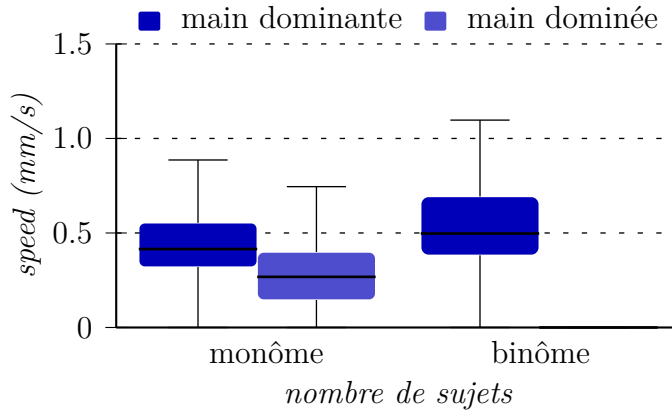 main dominante main dominée
1.5
1.0
0.5
0
speed (mm/s)
monôme binôme
nombre de sujets